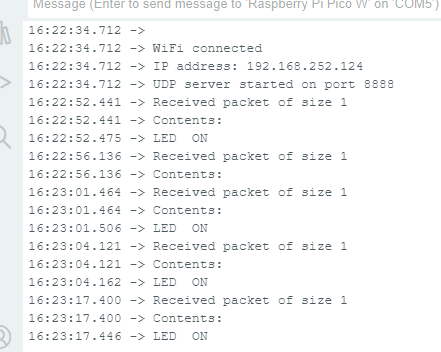 Message (Enter to send message to 'Raspberry Pi Pico W' on 'COM5')
16:22:34.712 ->
16:22:34.712 -> WiFi connected
16:22:34.712 -> IP address: 192.168.252.124
16:22:34.712 -> UDP server started on port 8888
16:22:52.441 -> Received packet of size 1
16:22:52.441 -> Contents:
16:22:52.475 -> LED  ON
16:22:56.136 -> Received packet of size 1
16:22:56.136 -> Contents:
16:23:01.464 -> Received packet of size 1
16:23:01.464 -> Contents:
16:23:01.506 -> LED  ON
16:23:04.121 -> Received packet of size 1
16:23:04.121 -> Contents:
16:23:04.162 -> LED  ON
16:23:17.400 -> Received packet of size 1
16:23:17.400 -> Contents:
16:23:17.446 -> LED  ON